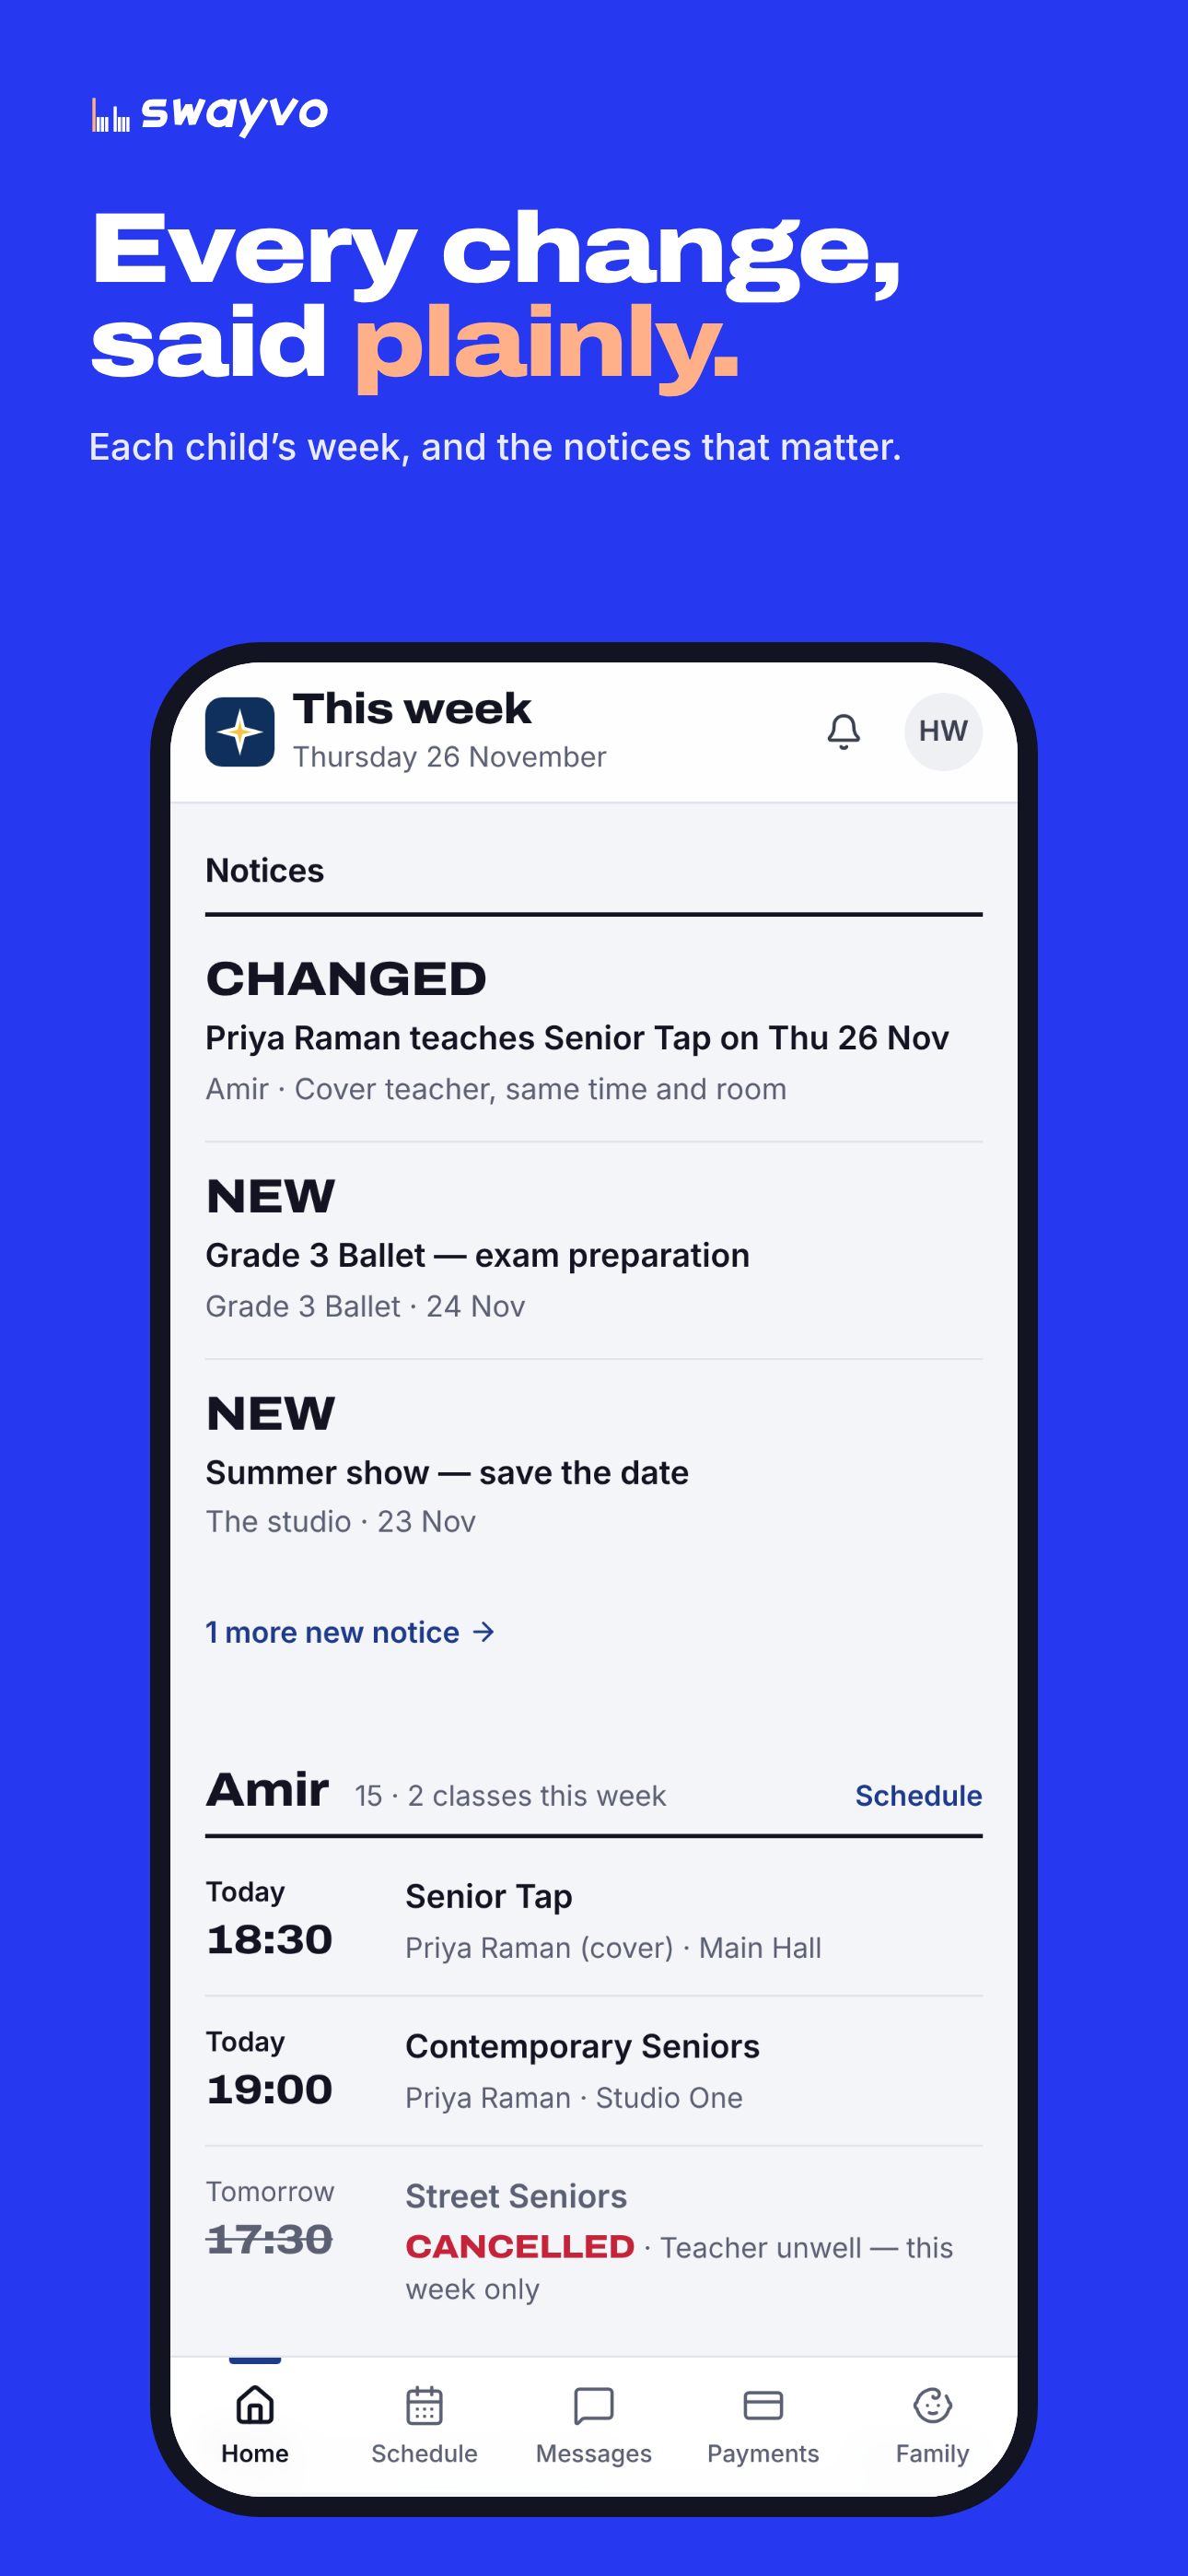 swayvo
Every change,
said plainly.
Each child’s week, and the notices that matter.
This week
Thursday 26 November
HW
Notices
CHANGED
Priya Raman teaches Senior Tap on Thu 26 Nov
Amir · Cover teacher, same time and room
NEW
Grade 3 Ballet — exam preparation
Grade 3 Ballet · 24 Nov
NEW
Summer show — save the date
The studio · 23 Nov
1 more new notice →
Amir 15 · 2 classes this week Schedule
Today
18:30
Senior Tap
Priya Raman (cover) · Main Hall
Today
19:00
Contemporary Seniors
Priya Raman · Studio One
Tomorrow
17:30
Street Seniors
CANCELLED · Teacher unwell — this
week only
Home Schedule Messages Payments Family